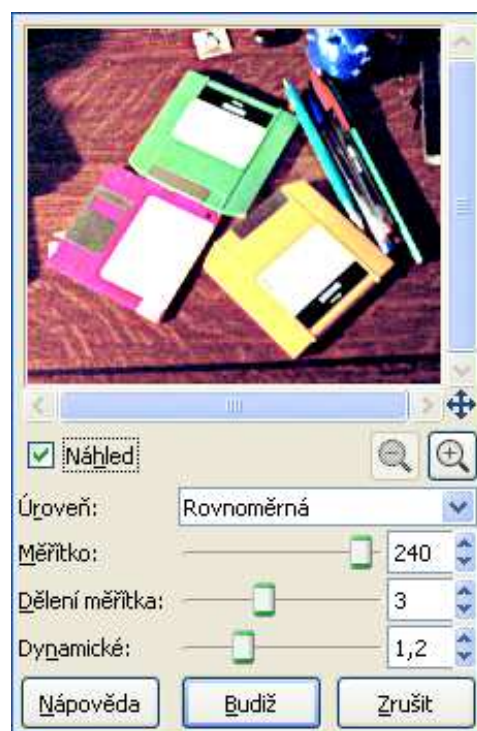 Náhled
Úroveň: Rovnoměrná
Měřítko: 240
Dělení měřítka: 3
Dynamické: 1,2
Nápověda Budiž Zrušit